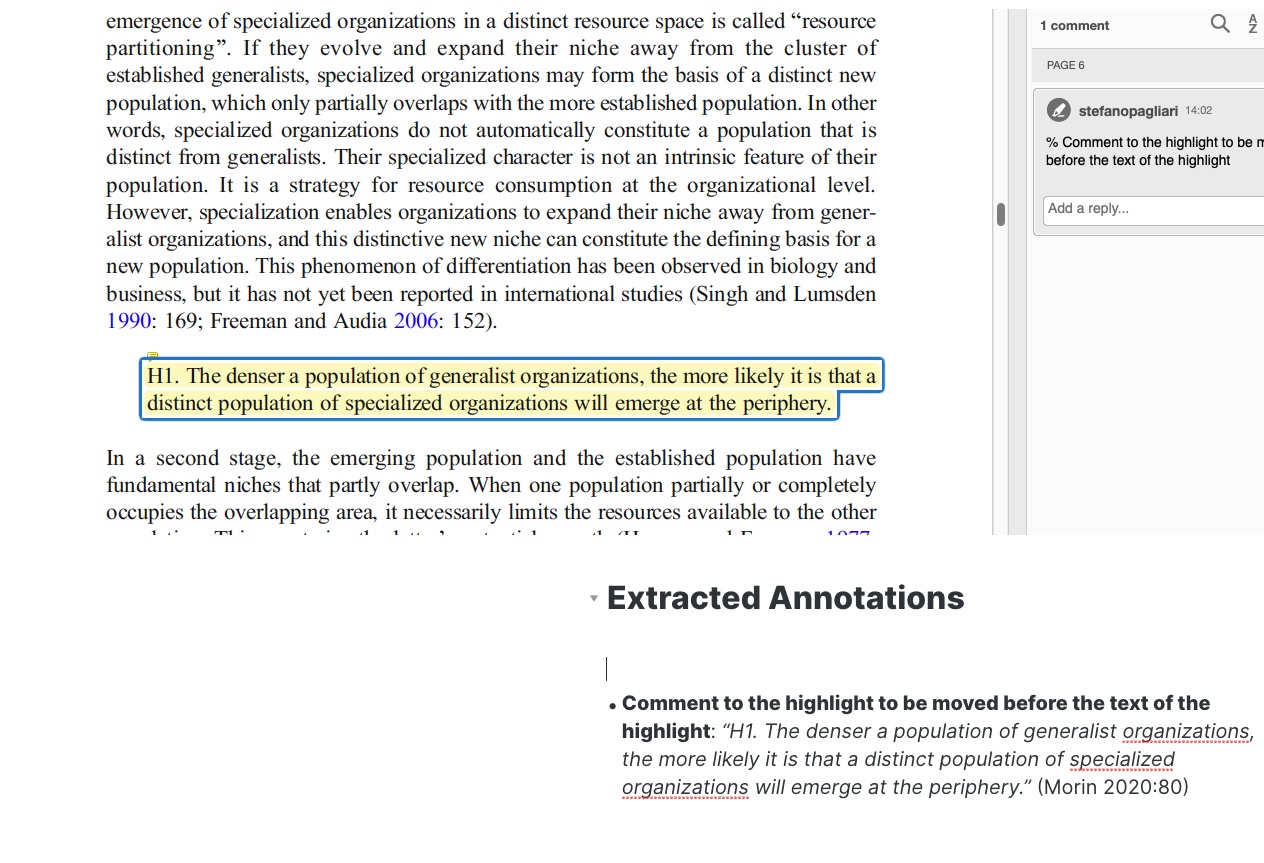 emergence of specialized organizations in a distinct resource space is called “resource
partitioning”. If they evolve and expand their niche away from the cluster of
established generalists, specialized organizations may form the basis of a distinct new
population, which only partially overlaps with the more established population. In other
words, specialized organizations do not automatically constitute a population that is
distinct from generalists. Their specialized character is not an intrinsic feature of their
population. It is a strategy for resource consumption at the organizational level.
However, specialization enables organizations to expand their niche away from gener-
alist organizations, and this distinctive new niche can constitute the defining basis for a
new population. This phenomenon of differentiation has been observed in biology and
business, but it has not yet been reported in international studies (Singh and Lumsden
1990: 169; Freeman and Audia 2006: 152).
H1. The denser a population of generalist organizations, the more likely it is that a
distinct population of specialized organizations will emerge at the periphery.
In a second stage, the emerging population and the established population have
fundamental niches that partly overlap. When one population partially or completely
occupies the overlapping area, it necessarily limits the resources available to the other
1 comment
A
Z
PAGE 6
stefanopagliari 14:02
% Comment to the highlight to be
before the text of the highlight
Add a reply...
Extracted Annotations
• Comment to the highlight to be moved before the text of the
highlight: “H1. The denser a population of generalist organizations,
the more likely it is that a distinct population of specialized
organizations will emerge at the periphery.” (Morin 2020:80)